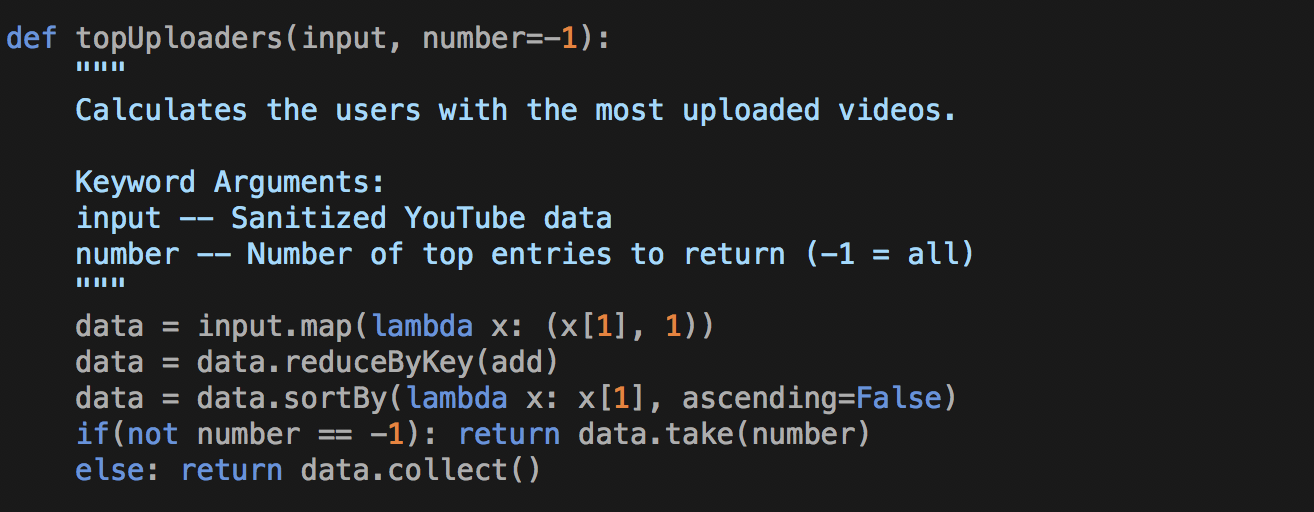 def topUploaders(input, number=-1):
    """
    Calculates the users with the most uploaded videos.

    Keyword Arguments:
    input -- Sanitized YouTube data
    number -- Number of top entries to return (-1 = all)
    """
    data = input.map(lambda x: (x[1], 1))
    data = data.reduceByKey(add)
    data = data.sortBy(lambda x: x[1], ascending=False)
    if(not number == -1): return data.take(number)
    else: return data.collect()